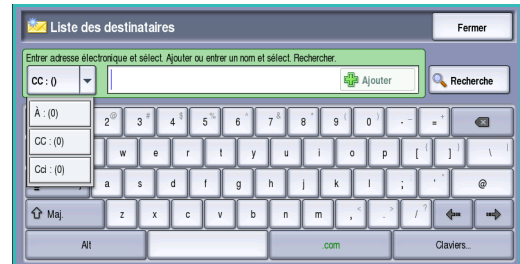 Liste des destinataires
Fermer
Entrer adresse électronique et sélect. Ajouter ou entrer un nom et sélect. Rechercher.
CC : () Ajouter Recherche
À : (0)
CC : (0)
Cci : (0)
2 @ 3 # 4 $ 5 % 6 ^ 7 & 8 * 9 ( 0 ) - _ = +
w e r t y u i o p [ { ] } \ |
a s d f g h j k l ; : ' " @
Maj. z x c v b n m , < . > / ?
Alt .com Claviers...